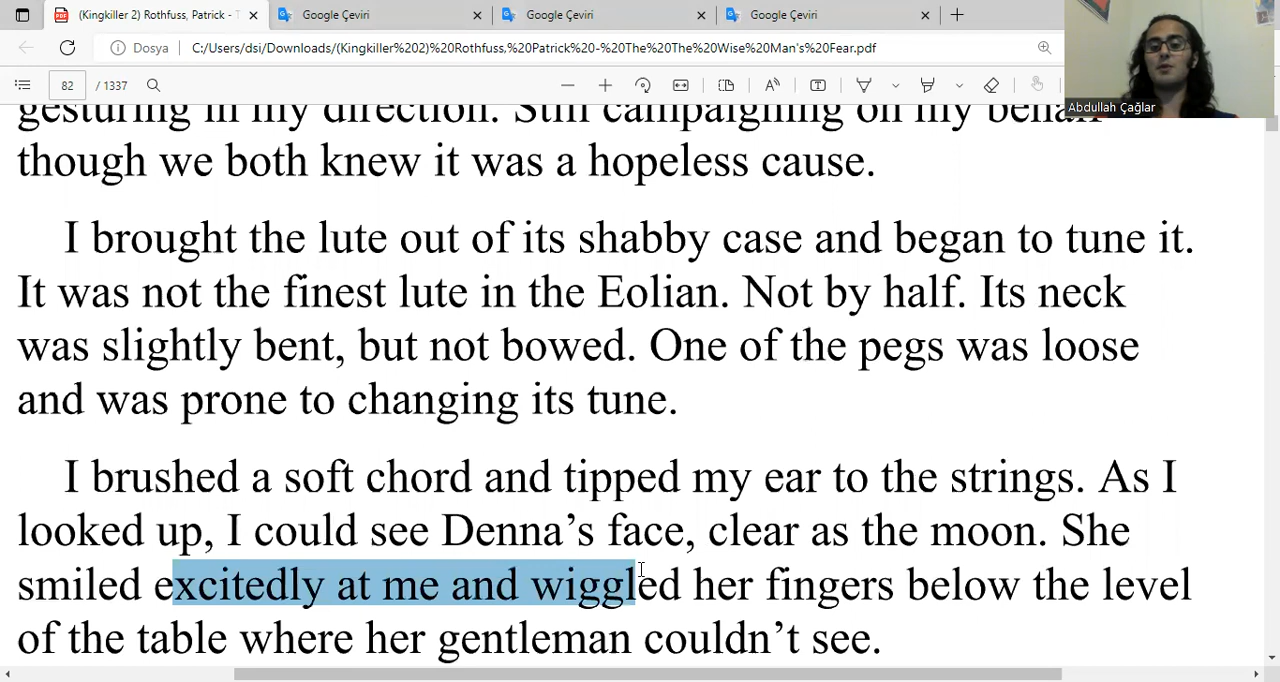 (Kingkiller 2) Rothfuss, Patrick - T
Google Çeviri
Google Çeviri
Google Çeviri
Dosya
C:/Users/dsi/Downloads/(Kingkiller%202)%20Rothfuss,%20Patrick%20-%20The%20The%20Wise%20Man's%20Fear.pdf
82 / 1337
Abdullah Çağlar
gesturing in my direction. Still campaigning on my behalf
though we both knew it was a hopeless cause.
I brought the lute out of its shabby case and began to tune it.
It was not the finest lute in the Eolian. Not by half. Its neck
was slightly bent, but not bowed. One of the pegs was loose
and was prone to changing its tune.
I brushed a soft chord and tipped my ear to the strings. As I
looked up, I could see Denna’s face, clear as the moon. She
smiled excitedly at me and wiggled her fingers below the level
of the table where her gentleman couldn’t see.